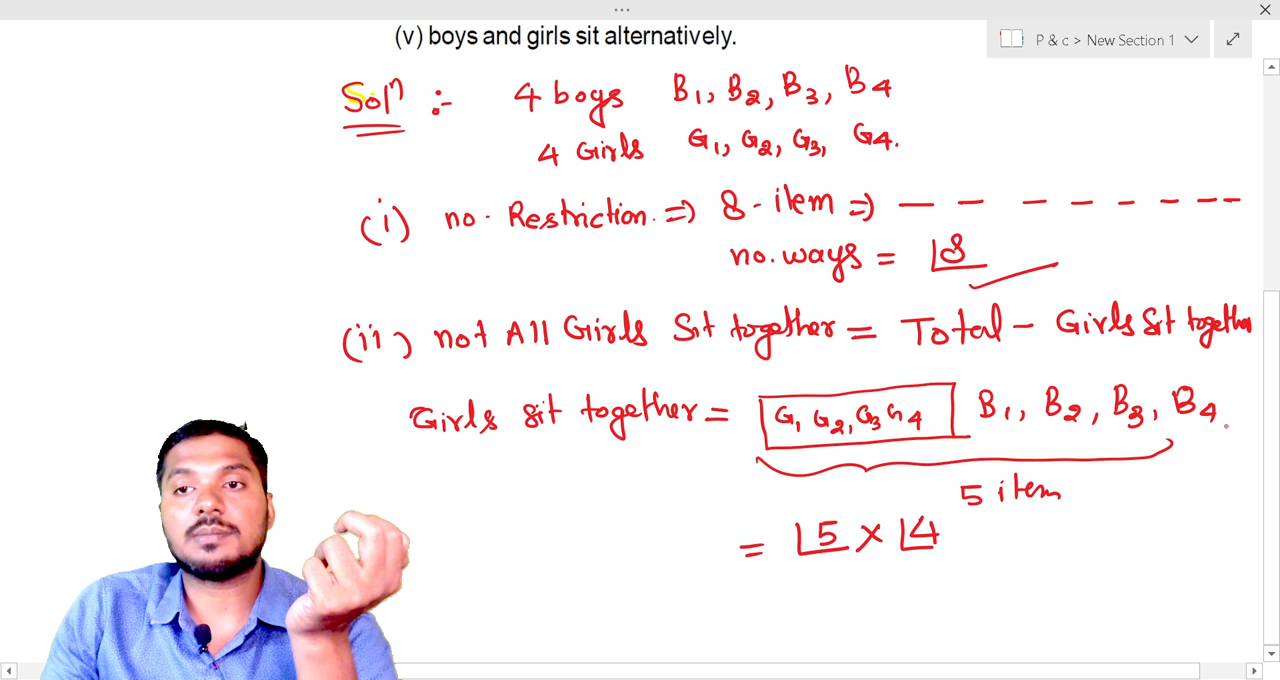 (v) boys and girls sit alternatively.
P & c > New Section 1
Solⁿ :- 4 boys B1, B2, B3, B4
4 Girls G1, G2, G3, G4.
(i) no. Restriction. => 8-item => — — — — — — — —
no. ways = |8
(ii) not All Girls Sit together = Total - Girls Sit together
Girls sit together = G1 G2, G3 G4 B1, B2, B3, B4.
5 item
= |5 × |4